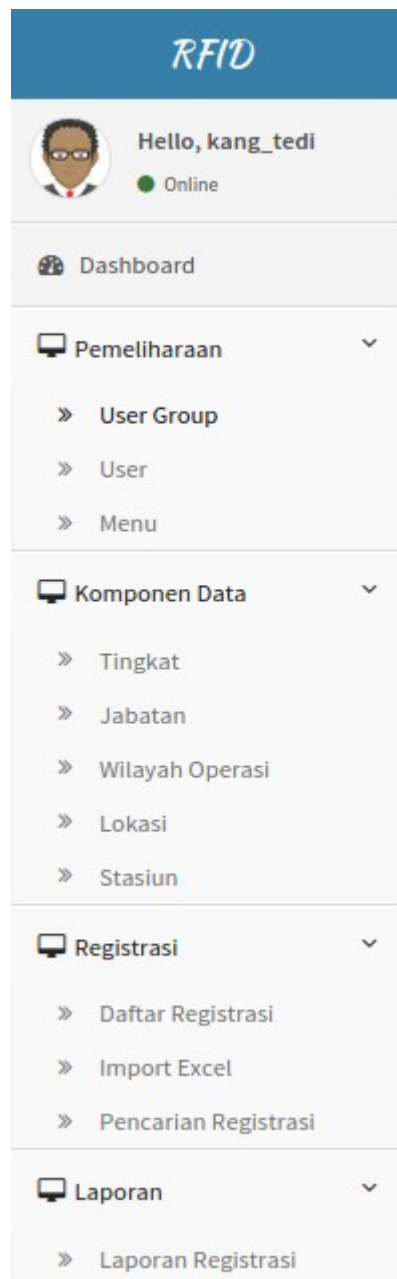 RFID
Hello, kang_tedi
Online
Dashboard
Pemeliharaan
User Group
User
Menu
Komponen Data
Tingkat
Jabatan
Wilayah Operasi
Lokasi
Stasiun
Registrasi
Daftar Registrasi
Import Excel
Pencarian Registrasi
Laporan
Laporan Registrasi